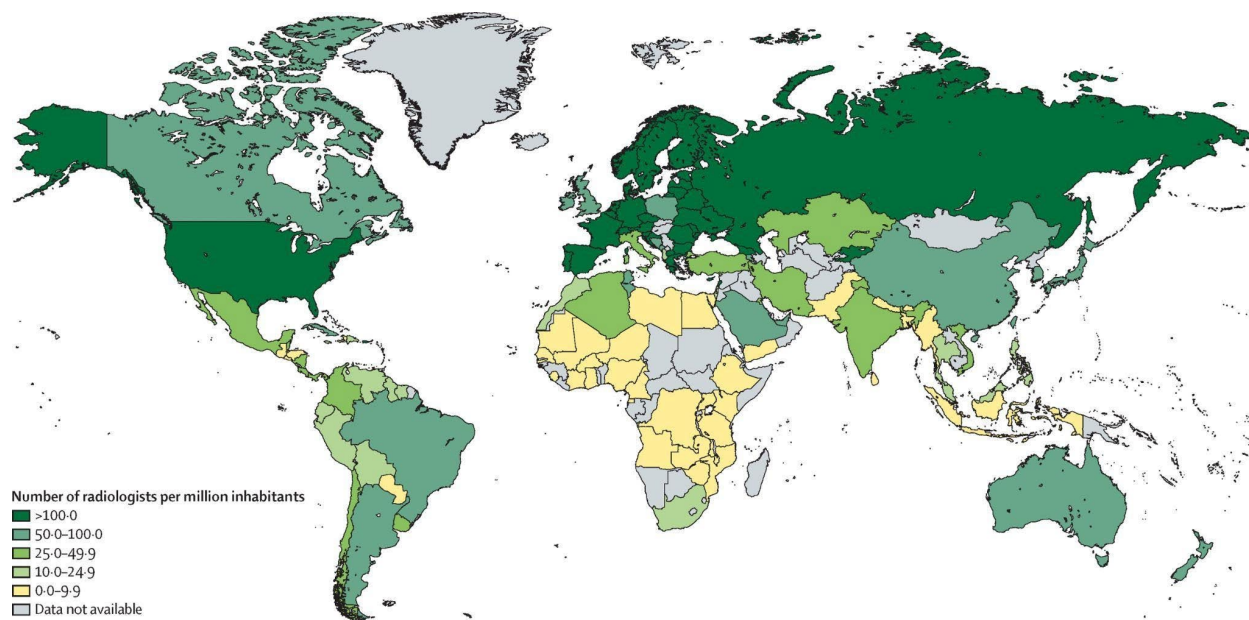 Number of radiologists per million inhabitants
>100·0
50·0–100·0
25·0–49·9
10·0–24·9
0·0–9·9
Data not available